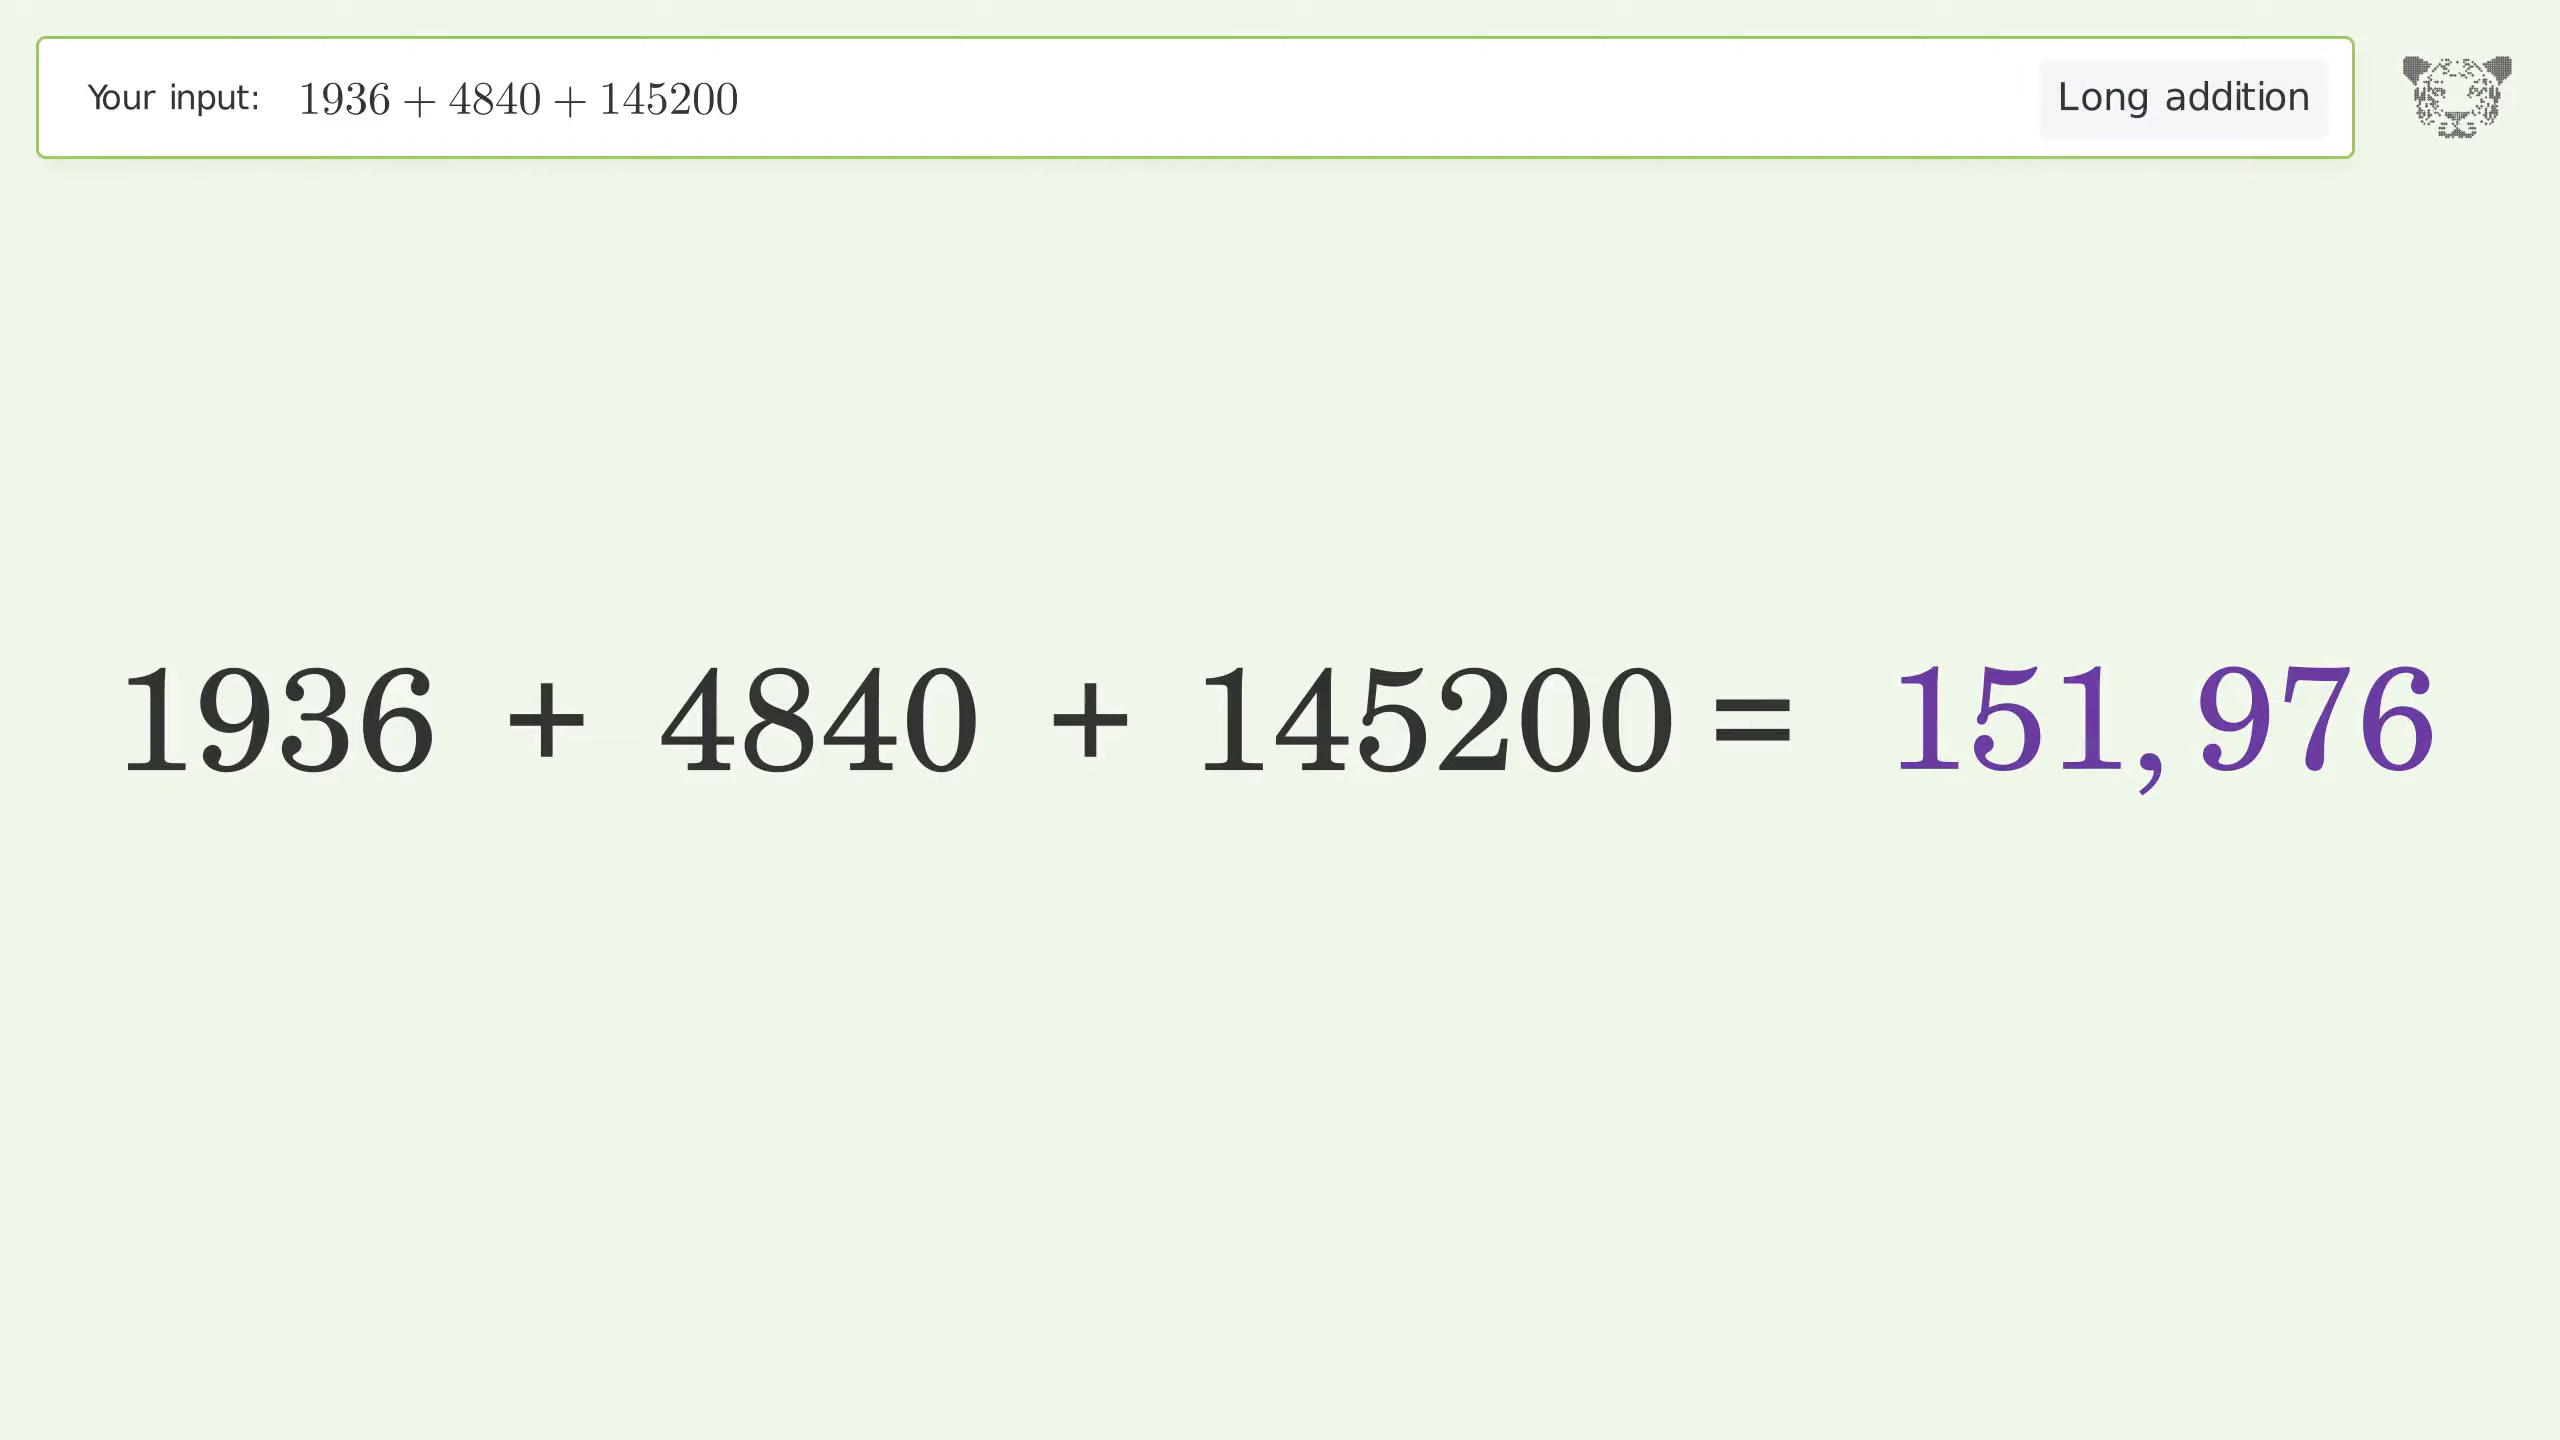 Your input: 1936 + 4840 + 145200 Long addition
1936 + 4840 + 145200 = 151,976